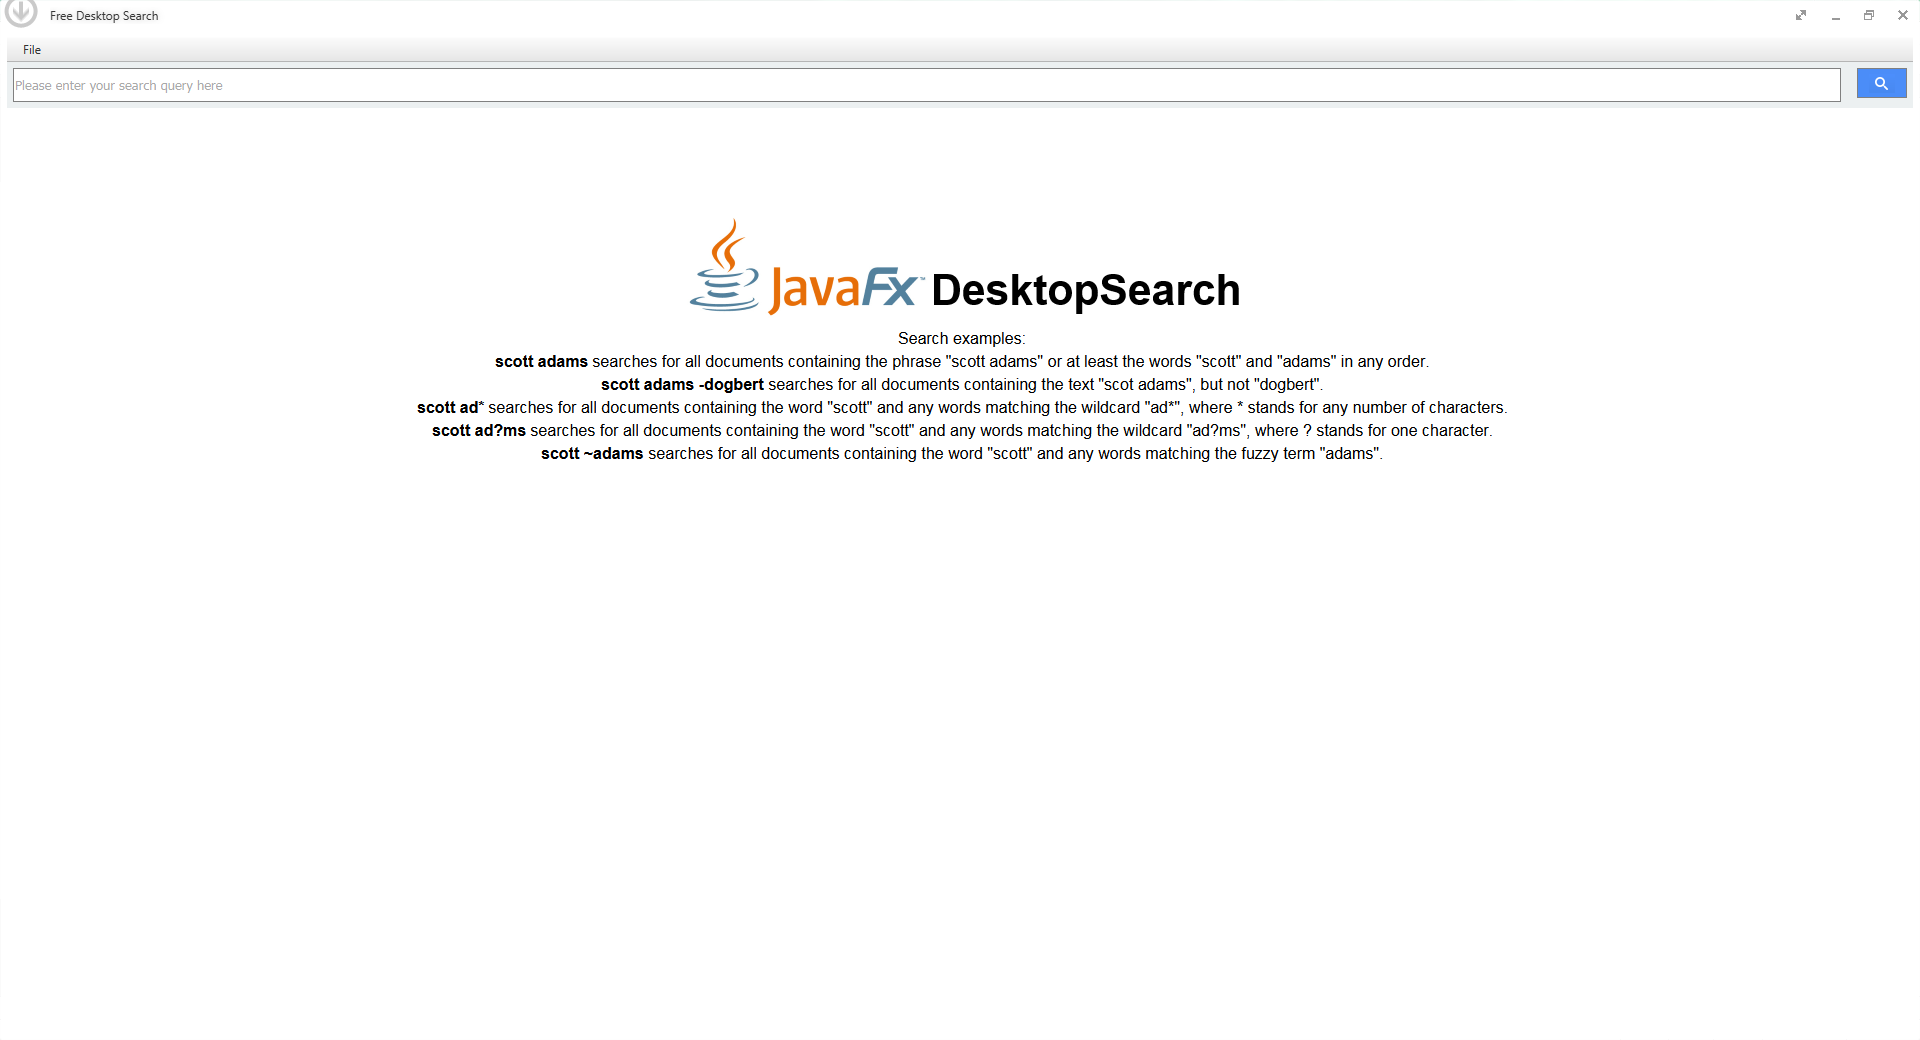 Free Desktop Search
File
Please enter your search query here
JavaFx™ DesktopSearch
Search examples:
scott adams searches for all documents containing the phrase "scott adams" or at least the words "scott" and "adams" in any order.
scott adams -dogbert searches for all documents containing the text "scot adams", but not "dogbert".
scott ad* searches for all documents containing the word "scott" and any words matching the wildcard "ad*", where * stands for any number of characters.
scott ad?ms searches for all documents containing the word "scott" and any words matching the wildcard "ad?ms", where ? stands for one character.
scott ~adams searches for all documents containing the word "scott" and any words matching the fuzzy term "adams".